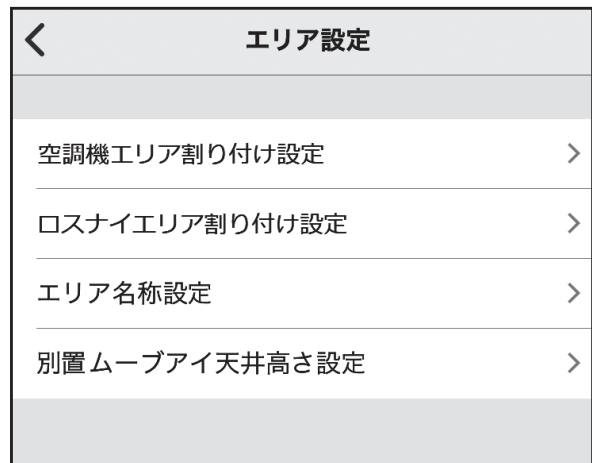 エリア設定
空調機エリア割り付け設定
ロスナイエリア割り付け設定
エリア名称設定
別置ムーブアイ天井高さ設定